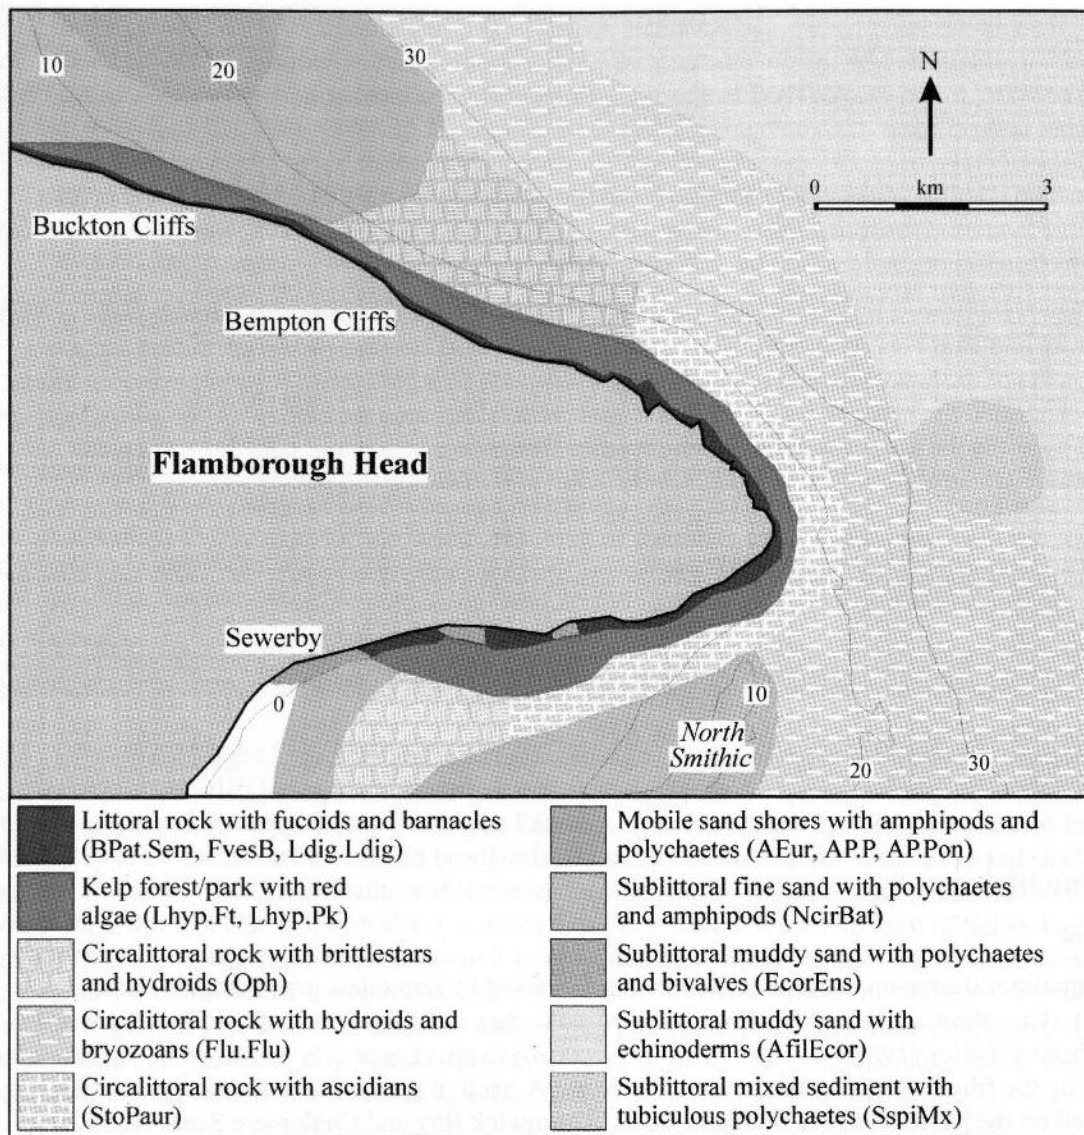 10
20
30
N
0 km 3
Buckton Cliffs
Bempton Cliffs
Flamborough Head
Sewerby
0
10
North
Smithic
20
30
Littoral rock with fucoids and barnacles
(BPat.Sem, FvesB, Ldig.Ldig)
Kelp forest/park with red
algae (Lhyp.Ft, Lhyp.Pk)
Circalittoral rock with brittlestars
and hydroids (Oph)
Circalittoral rock with hydroids and
bryozoans (Flu.Flu)
Circalittoral rock with ascidians
(StoPaur)
Mobile sand shores with amphipods and
polychaetes (AEur, AP.P, AP.Pon)
Sublittoral fine sand with polychaetes
and amphipods (NcirBat)
Sublittoral muddy sand with polychaetes
and bivalves (EcorEns)
Sublittoral muddy sand with
echinoderms (AfilEcor)
Sublittoral mixed sediment with
tubiculous polychaetes (SspiMx)